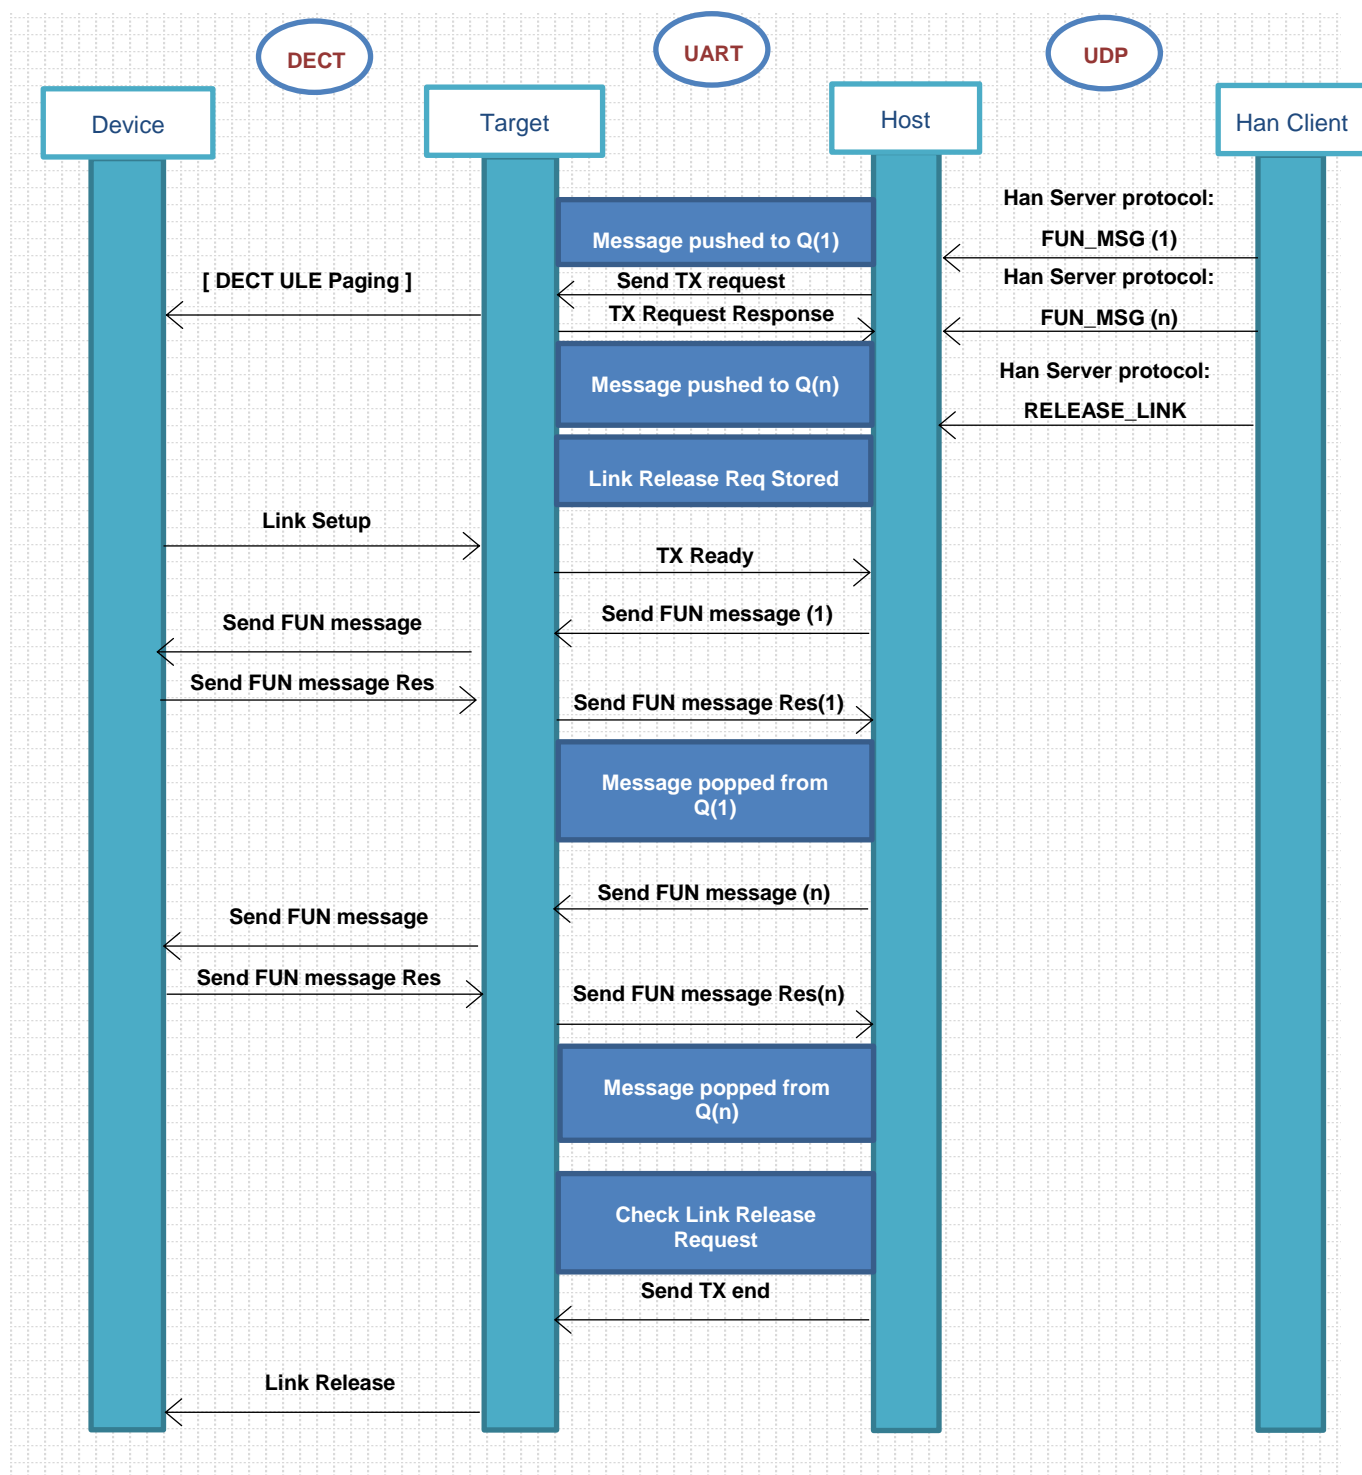 DECT
UART
UDP
Device
Target
Host
Han Client
Han Server protocol:
FUN_MSG (1)
Message pushed to Q(1)
[ DECT ULE Paging ]
Send TX request
Han Server protocol:
TX Request Response
FUN_MSG (n)
Message pushed to Q(n)
Han Server protocol:
RELEASE_LINK
Link Release Req Stored
Link Setup
TX Ready
Send FUN message (1)
Send FUN message
Send FUN message Res
Send FUN message Res(1)
Message popped from
Q(1)
Send FUN message (n)
Send FUN message
Send FUN message Res
Send FUN message Res(n)
Message popped from
Q(n)
Check Link Release
Request
Send TX end
Link Release